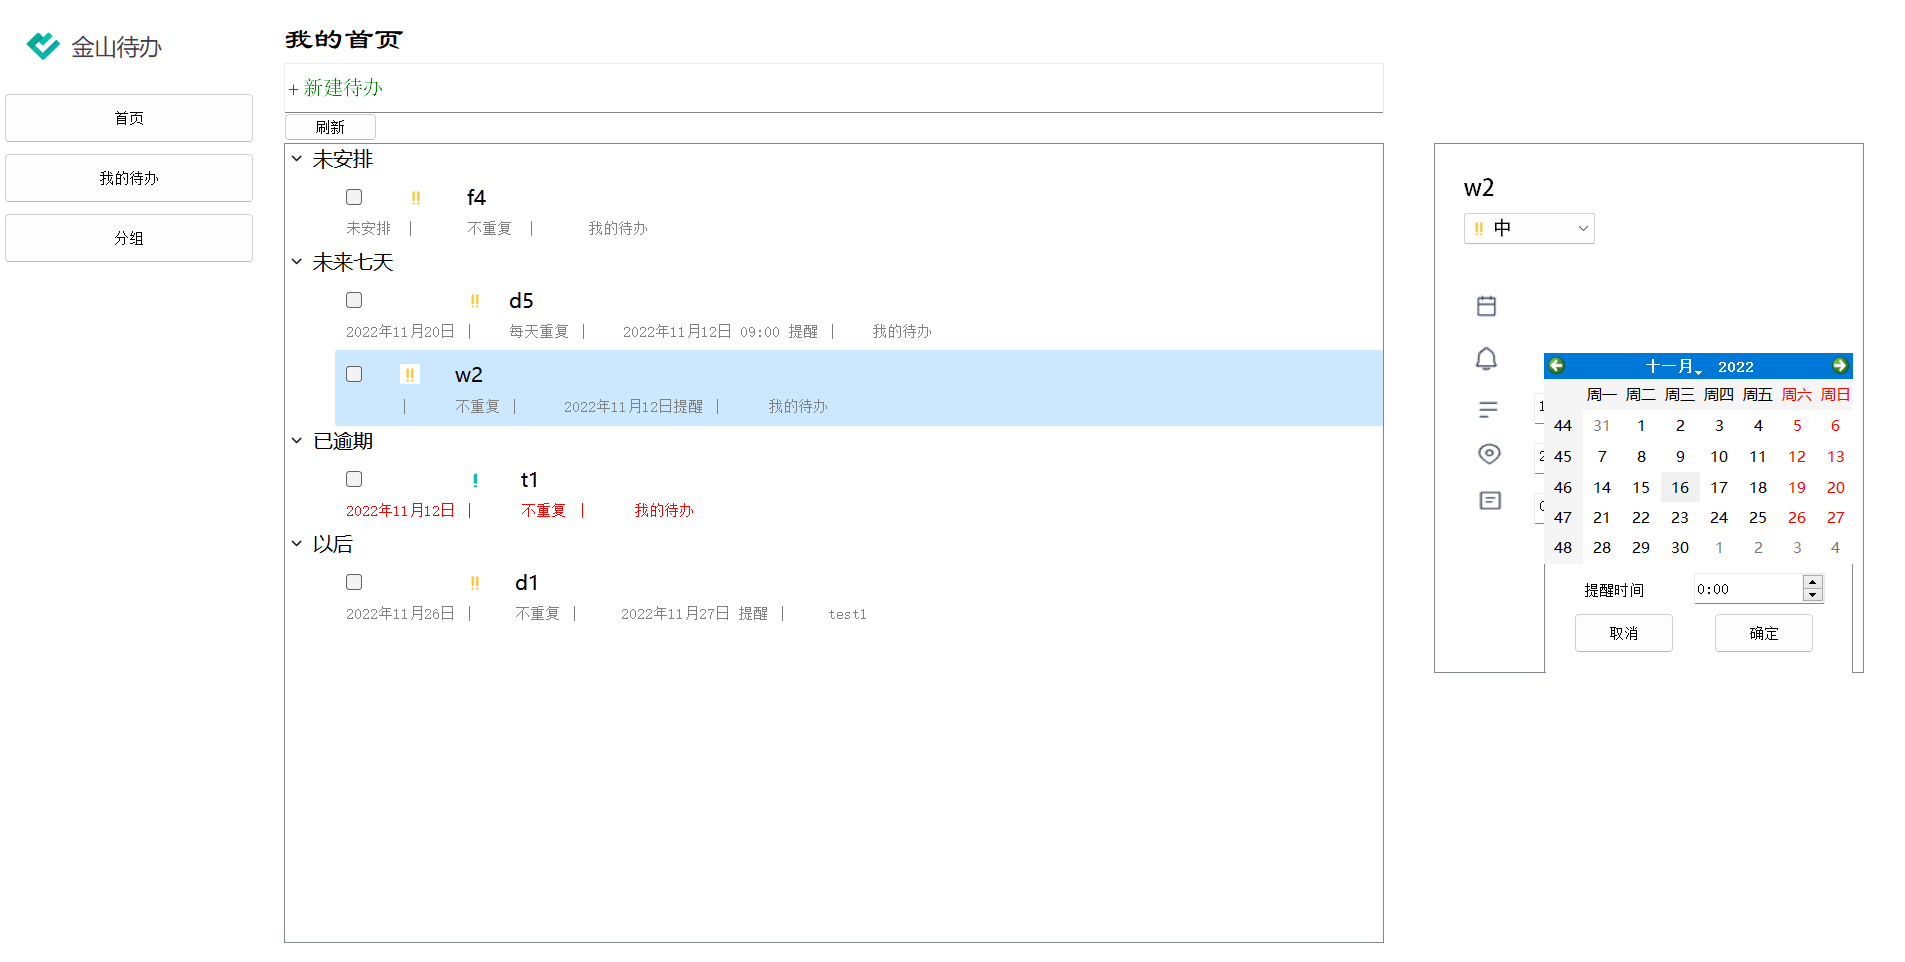 金山待办
首页
我的待办
分组
我的首页
+ 新建待办
刷新
未安排
f4
未安排 | 不重复 | 我的待办
未来七天
d5
2022年11月20日 | 每天重复 | 2022年11月12日 09:00 提醒 | 我的待办
w2
| 不重复 | 2022年11月12日提醒 | 我的待办
已逾期
t1
2022年11月12日 | 不重复 | 我的待办
以后
d1
2022年11月26日 | 不重复 | 2022年11月27日 提醒 | test1
w2
中
十一月 2022
周一 周二 周三 周四 周五 周六 周日
44 31 1 2 3 4 5 6
45 7 8 9 10 11 12 13
46 14 15 16 17 18 19 20
47 21 22 23 24 25 26 27
48 28 29 30 1 2 3 4
提醒时间 0:00
取消 确定